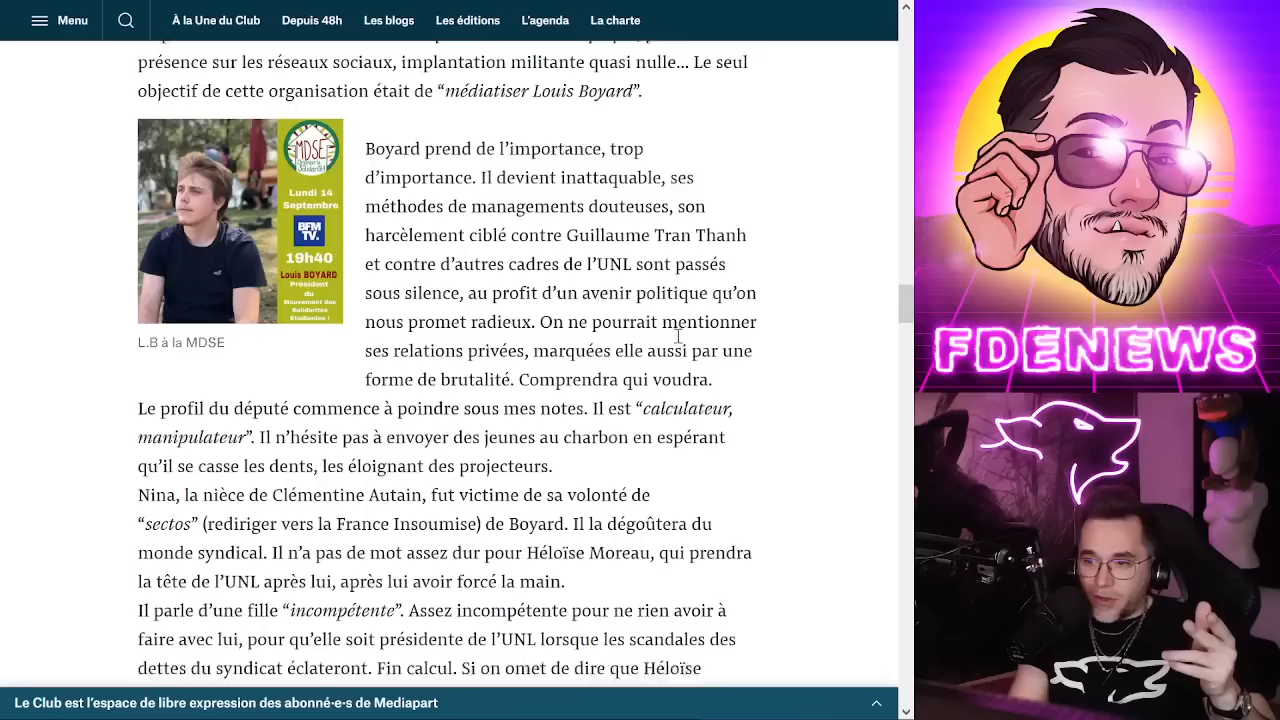 Menu
À la Une du Club
Depuis 48h
Les blogs
Les éditions
L'agenda
La charte
présence sur les réseaux sociaux, implantation militante quasi nulle... Le seul
objectif de cette organisation était de “médiatiser Louis Boyard”.
MDSE
Lundi 14
Septembre
BFM
TV.
19h40
Louis BOYARD
Président
du
Mouvement des
Solidarités
Étudiantes !
L.B à la MDSE
Boyard prend de l’importance, trop
d’importance. Il devient inattaquable, ses
méthodes de managements douteuses, son
harcèlement ciblé contre Guillaume Tran Thanh
et contre d’autres cadres de l’UNL sont passés
sous silence, au profit d’un avenir politique qu’on
nous promet radieux. On ne pourrait mentionner
ses relations privées, marquées elle aussi par une
forme de brutalité. Comprendra qui voudra.
Le profil du député commence à poindre sous mes notes. Il est “calculateur,
manipulateur”. Il n’hésite pas à envoyer des jeunes au charbon en espérant
qu’il se casse les dents, les éloignant des projecteurs.
Nina, la nièce de Clémentine Autain, fut victime de sa volonté de
“sectos” (rediriger vers la France Insoumise) de Boyard. Il la dégoûtera du
monde syndical. Il n’a pas de mot assez dur pour Héloïse Moreau, qui prendra
la tête de l’UNL après lui, après lui avoir forcé la main.
Il parle d’une fille “incompétente”. Assez incompétente pour ne rien avoir à
faire avec lui, pour qu’elle soit présidente de l’UNL lorsque les scandales des
dettes du syndicat éclateront. Fin calcul. Si on omet de dire que Héloïse
Le Club est l'espace de libre expression des abonné·e·s de Mediapart
FDENEWS